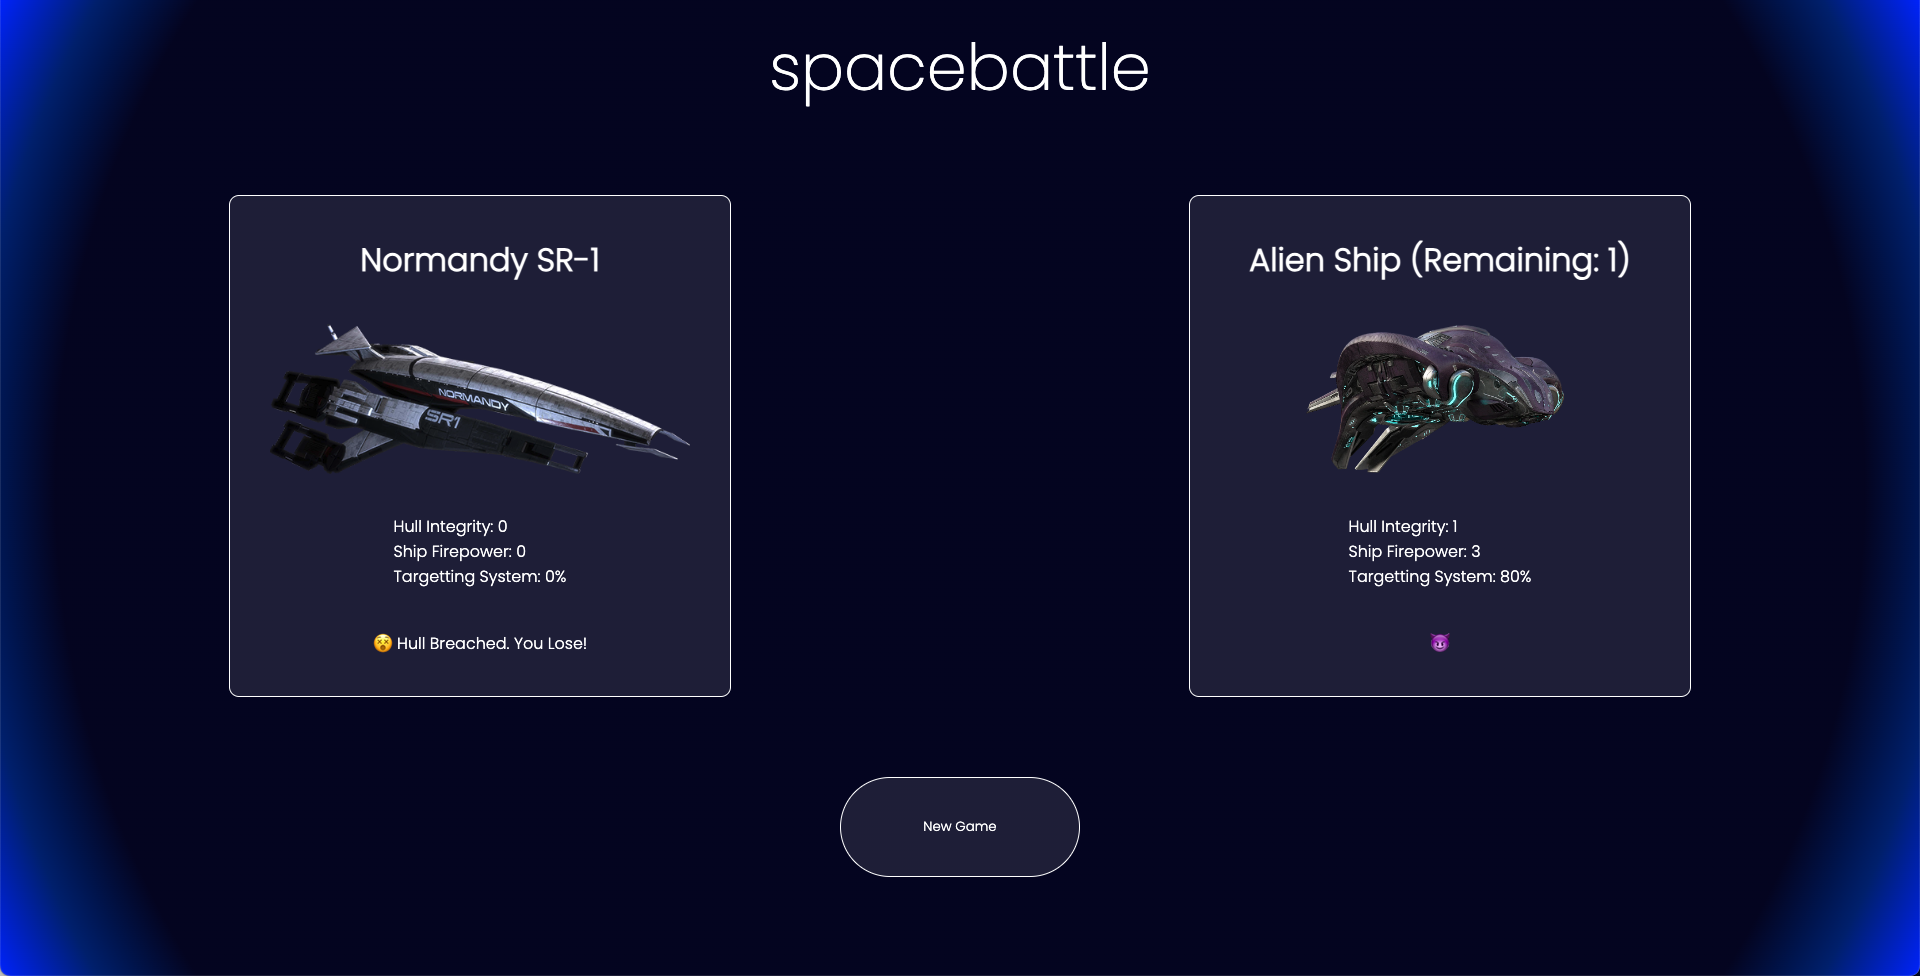 spacebattle
Normandy SR-1
NORMANDY
SR1
Hull Integrity: 0
Ship Firepower: 0
Targetting System: 0%
😵 Hull Breached. You Lose!
Alien Ship (Remaining: 1)
Hull Integrity: 1
Ship Firepower: 3
Targetting System: 80%
😈
New Game